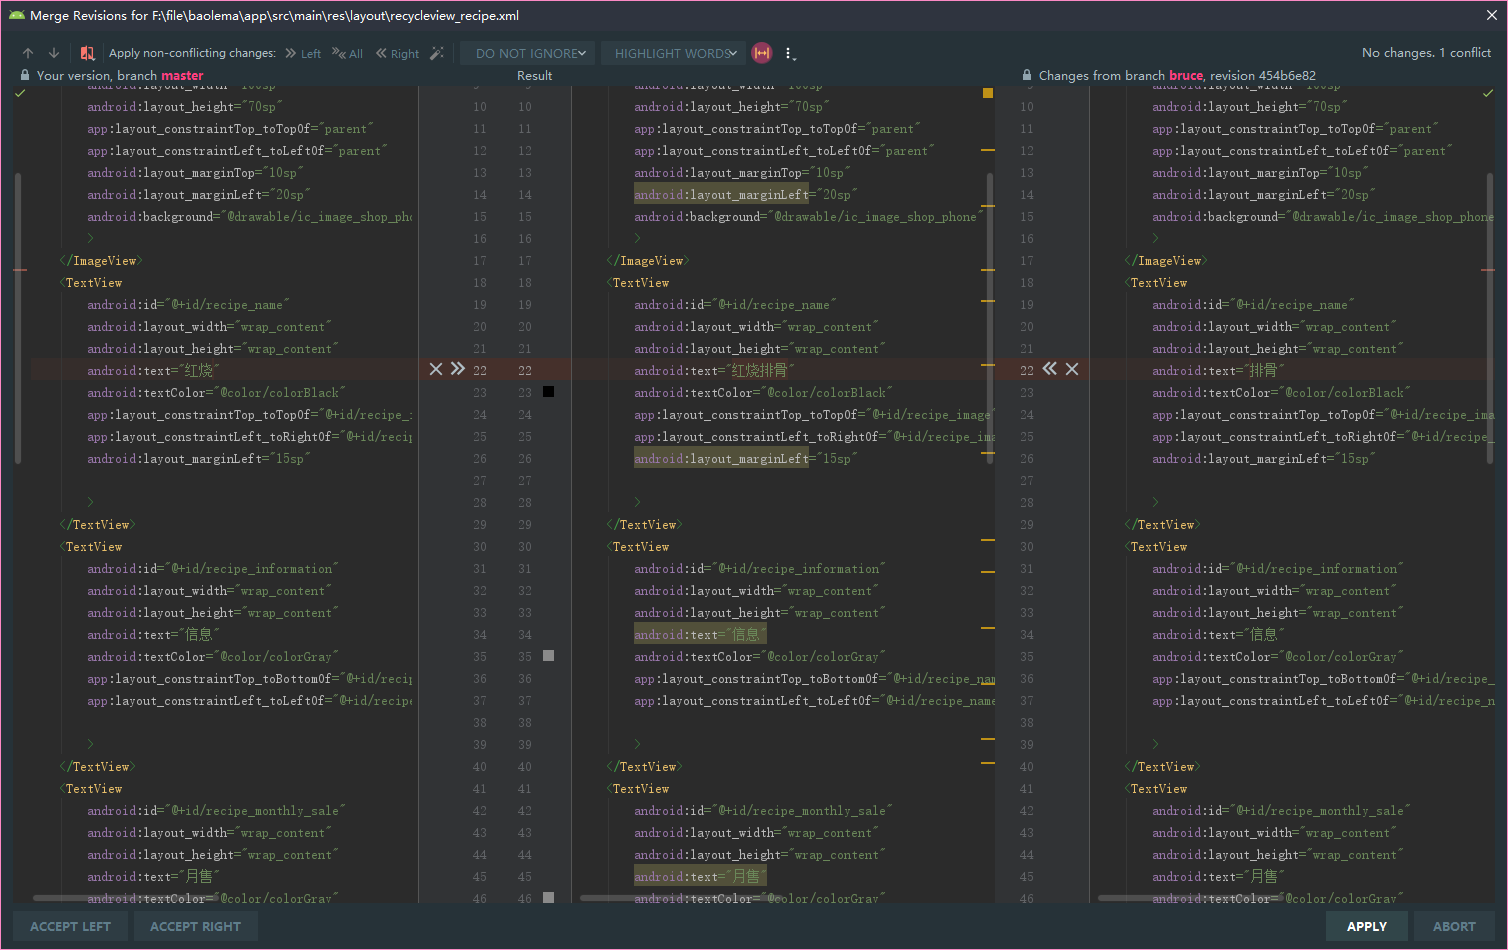 Merge Revisions for F:\file\baolema\app\src\main\res\layout\recycleview_recipe.xml
Apply non-conflicting changes: Left All Right DO NOT IGNORE HIGHLIGHT WORDS No changes. 1 conflict
Your version, branch master
android:layout_height="70sp" 10
app:layout_constraintTop_toTopOf="parent" 11
app:layout_constraintLeft_toLeftOf="parent" 12
android:layout_marginTop="10sp" 13
android:layout_marginLeft="20sp" 14
android:background="@drawable/ic_image_shop_pho 15
> 16
</ImageView> 17
<TextView 18
android:id="@+id/recipe_name" 19
android:layout_width="wrap_content" 20
android:layout_height="wrap_content" 21
android:text="红烧" 22
android:textColor="@color/colorBlack" 23
app:layout_constraintTop_toTopOf="@+id/recipe_ 24
app:layout_constraintLeft_toRightOf="@+id/recip 25
android:layout_marginLeft="15sp" 26
27
> 28
</TextView> 29
<TextView 30
android:id="@+id/recipe_information" 31
android:layout_width="wrap_content" 32
android:layout_height="wrap_content" 33
android:text="信息" 34
android:textColor="@color/colorGray" 35
app:layout_constraintTop_toBottomOf="@+id/recip 36
app:layout_constraintLeft_toLeftOf="@+id/recipe 37
38
> 39
</TextView> 40
<TextView 41
android:id="@+id/recipe_monthly_sale" 42
android:layout_width="wrap_content" 43
android:layout_height="wrap_content" 44
android:text="月售" 45
android:textColor="@color/colorGray" 46
Result
10 android:layout_height="70sp"
11 app:layout_constraintTop_toTopOf="parent"
12 app:layout_constraintLeft_toLeftOf="parent"
13 android:layout_marginTop="10sp"
14 android:layout_marginLeft="20sp"
15 android:background="@drawable/ic_image_shop_phone"
16 >
17 </ImageView>
18 <TextView
19 android:id="@+id/recipe_name"
20 android:layout_width="wrap_content"
21 android:layout_height="wrap_content"
22 android:text="红烧排骨"
23 android:textColor="@color/colorBlack"
24 app:layout_constraintTop_toTopOf="@+id/recipe_image"
25 app:layout_constraintLeft_toRightOf="@+id/recipe_ima
26 android:layout_marginLeft="15sp"
27
28 >
29 </TextView>
30 <TextView
31 android:id="@+id/recipe_information"
32 android:layout_width="wrap_content"
33 android:layout_height="wrap_content"
34 android:text="信息"
35 android:textColor="@color/colorGray"
36 app:layout_constraintTop_toBottomOf="@+id/recipe_nam
37 app:layout_constraintLeft_toLeftOf="@+id/recipe_name
38
39 >
40 </TextView>
41 <TextView
42 android:id="@+id/recipe_monthly_sale"
43 android:layout_width="wrap_content"
44 android:layout_height="wrap_content"
45 android:text="月售"
46 android:textColor="@color/colorGray"
Changes from branch bruce, revision 454b6e82
10 android:layout_height="70sp"
11 app:layout_constraintTop_toTopOf="parent"
12 app:layout_constraintLeft_toLeftOf="parent"
13 android:layout_marginTop="10sp"
14 android:layout_marginLeft="20sp"
15 android:background="@drawable/ic_image_shop_phone
16 >
17 </ImageView>
18 <TextView
19 android:id="@+id/recipe_name"
20 android:layout_width="wrap_content"
21 android:layout_height="wrap_content"
22 android:text="排骨"
23 android:textColor="@color/colorBlack"
24 app:layout_constraintTop_toTopOf="@+id/recipe_ima
25 app:layout_constraintLeft_toRightOf="@+id/recipe_
26 android:layout_marginLeft="15sp"
27
28 >
29 </TextView>
30 <TextView
31 android:id="@+id/recipe_information"
32 android:layout_width="wrap_content"
33 android:layout_height="wrap_content"
34 android:text="信息"
35 android:textColor="@color/colorGray"
36 app:layout_constraintTop_toBottomOf="@+id/recipe_
37 app:layout_constraintLeft_toLeftOf="@+id/recipe_n
38
39 >
40 </TextView>
41 <TextView
42 android:id="@+id/recipe_monthly_sale"
43 android:layout_width="wrap_content"
44 android:layout_height="wrap_content"
45 android:text="月售"
46 android:textColor="@color/colorGray"
ACCEPT LEFT ACCEPT RIGHT APPLY ABORT